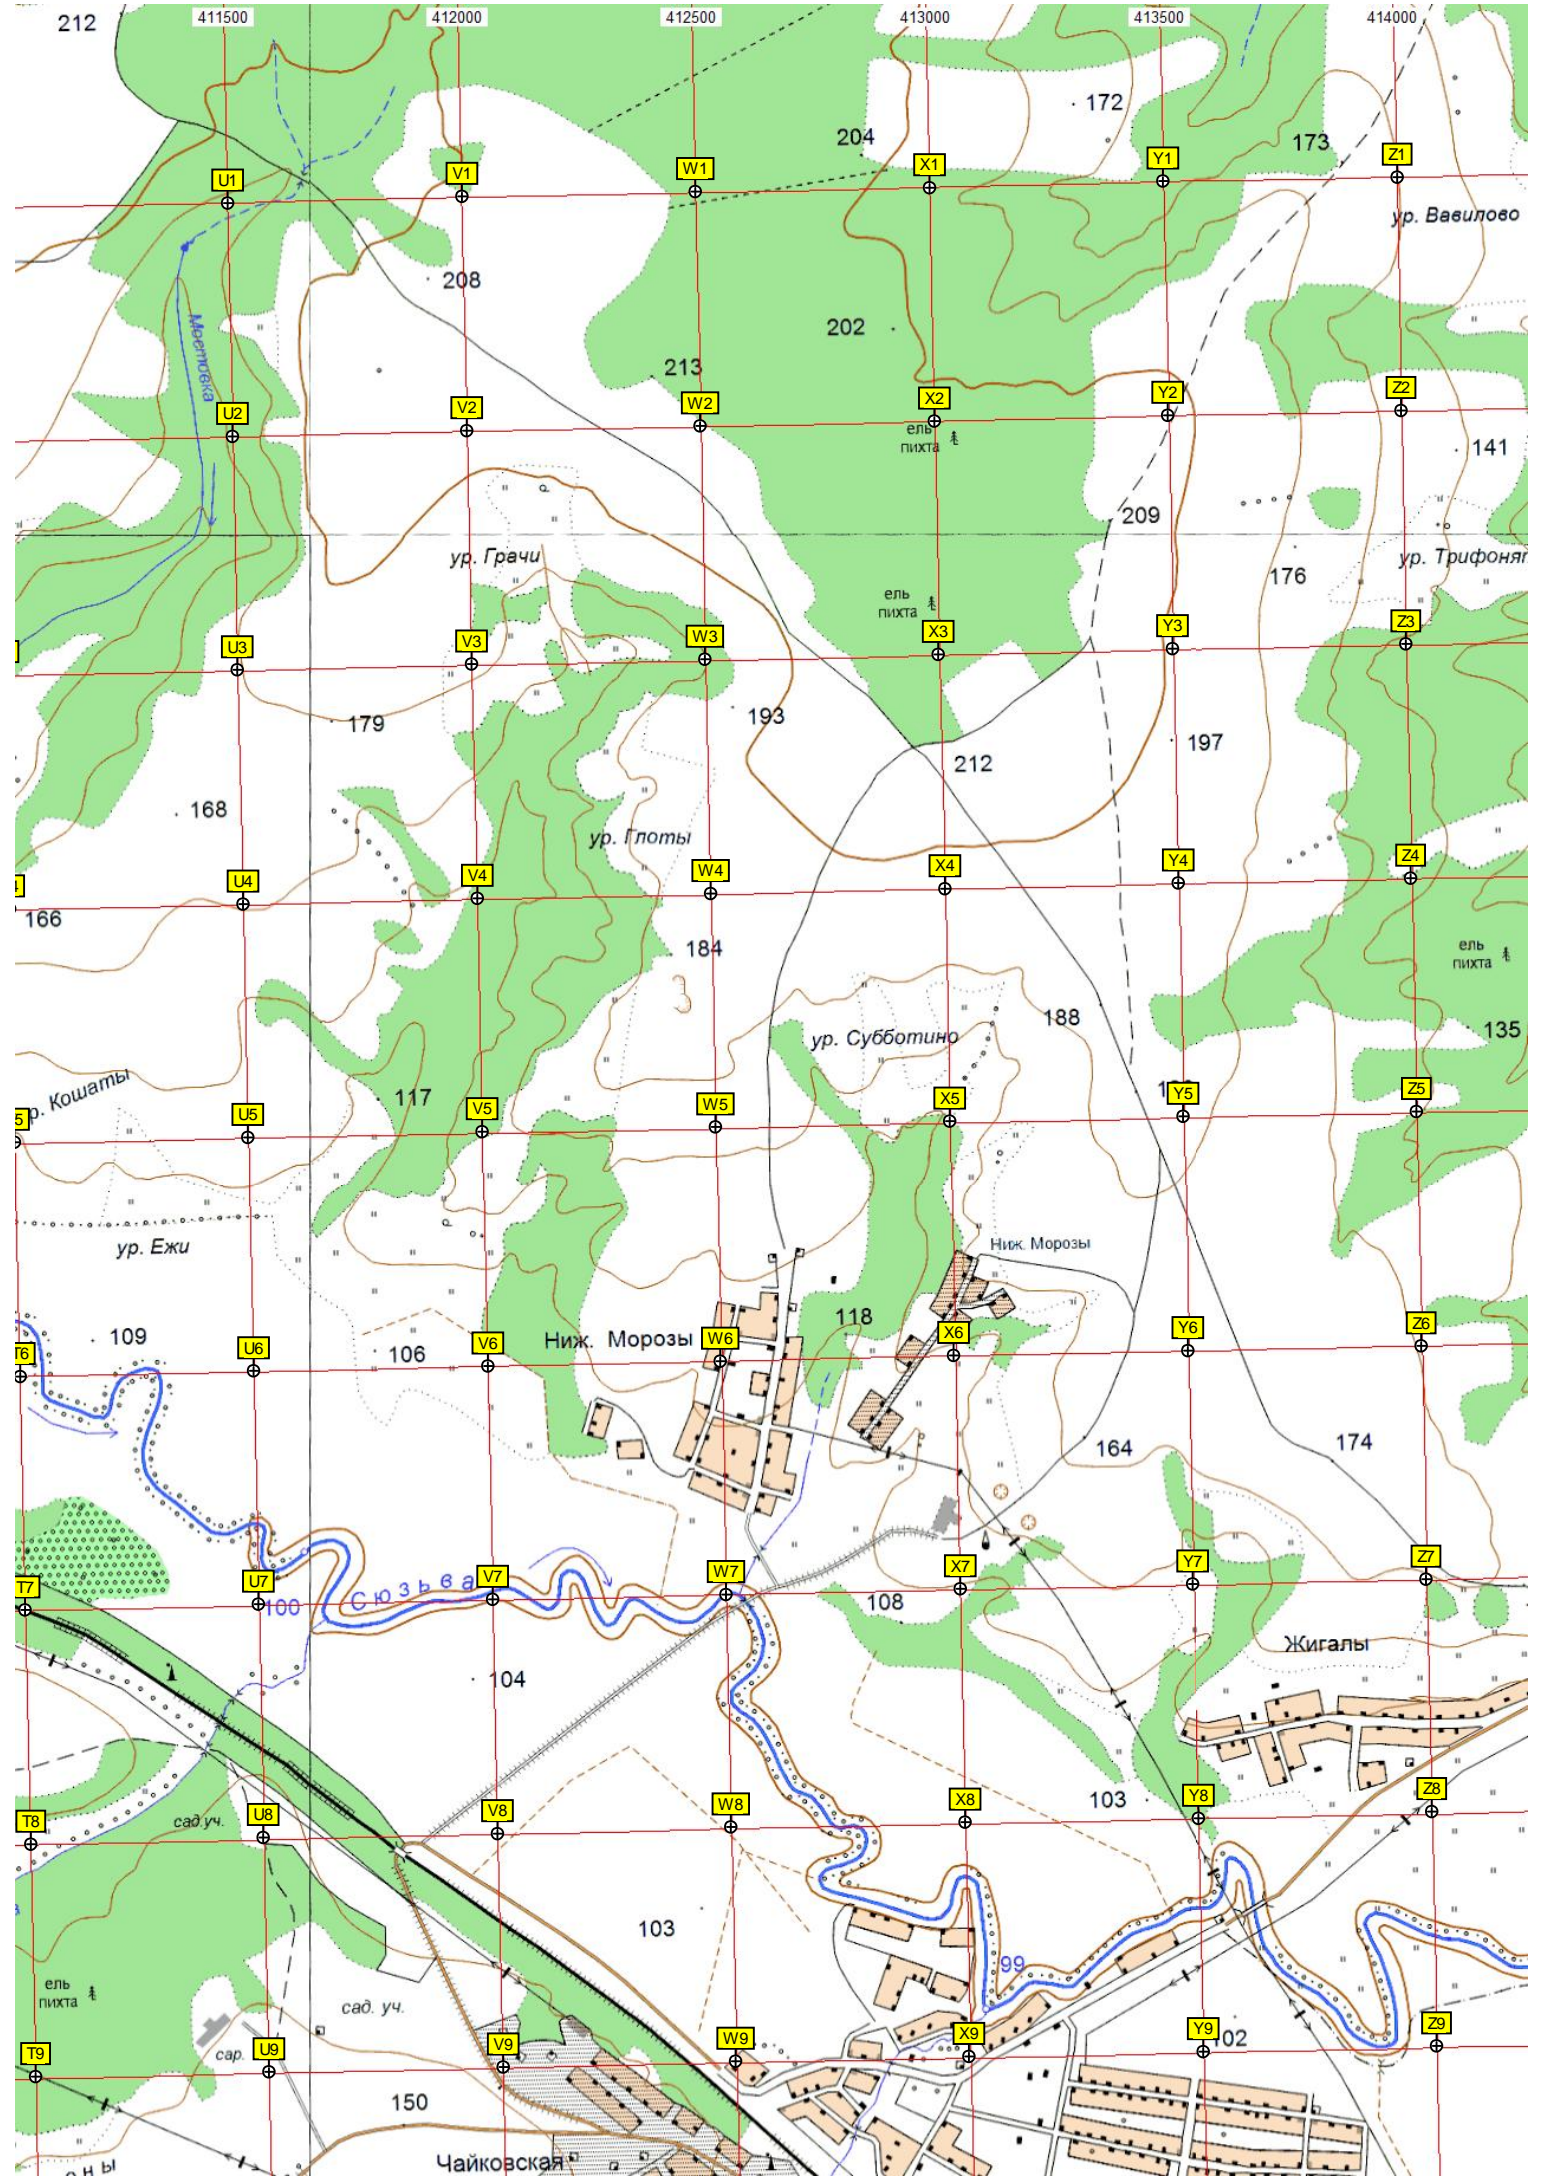 411500 412000 412500 413000 413500 414000
212
172
204
173
U1 V1 W1 X1 Y1 Z1
ур. Вавилово
208
Мостовка
202
213
U2 V2 W2 X2 Y2 Z2
ель
пихта
141
209
ур. Грачи
ур. Трифоня
176
ель
пихта
U3 V3 W3 X3 Y3 Z3
179
193
197
212
168
ур. Глоты
U4 V4 W4 X4 Y4 Z4
166
184
ель
пихта
188
135
ур. Субботино
р. Кошаты
117
5 U5 V5 W5 X5 Y5 Z5
ур. Ежи
Ниж. Морозы
109
118
106
Ниж. Морозы
T6 U6 V6 W6 X6 Y6 Z6
164
174
T7 U7 V7 W7 X7 Y7 Z7
Сюзьва
100
108
Жигалы
104
103
сад.уч.
T8 U8 V8 W8 X8 Y8 Z8
103
99
ель
пихта
сад. уч.
сар.
T9 U9 V9 W9 X9 Y9 Z9
02
150
Чайковская
оны